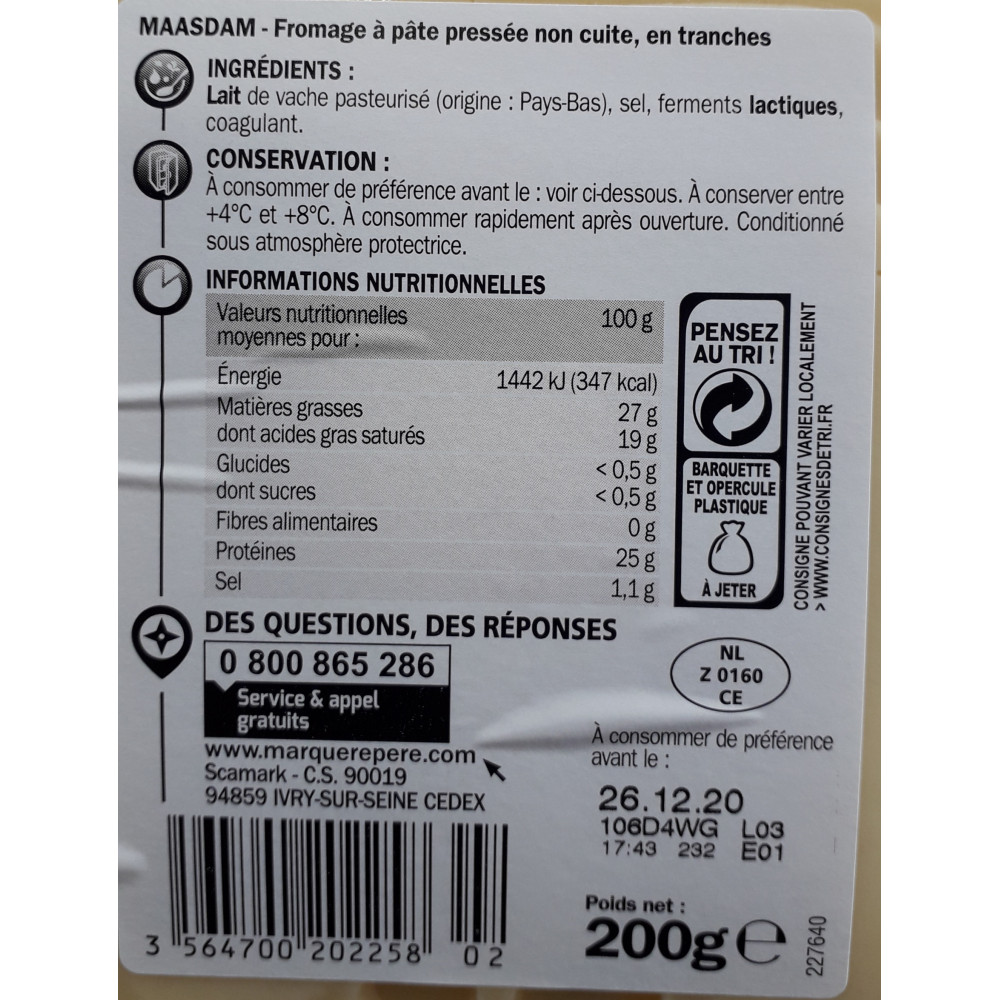 MAASDAM - Fromage à pâte pressée non cuite, en tranches
INGRÉDIENTS :
Lait de vache pasteurisé (origine : Pays-Bas), sel, ferments lactiques,
coagulant.
CONSERVATION :
À consommer de préférence avant le : voir ci-dessous. À conserver entre
+4°C et +8°C. À consommer rapidement après ouverture. Conditionné
sous atmosphère protectrice.
INFORMATIONS NUTRITIONNELLES
Valeurs nutritionnelles
moyennes pour : 100 g
Énergie 1442 kJ (347 kcal)
Matières grasses 27 g
dont acides gras saturés 19 g
Glucides < 0,5 g
dont sucres < 0,5 g
Fibres alimentaires 0 g
Protéines 25 g
Sel 1,1 g
PENSEZ
AU TRI !
BARQUETTE
ET OPERCULE
PLASTIQUE
À JETER
CONSIGNE POUVANT VARIER LOCALEMENT
> WWW.CONSIGNESDETRI.FR
DES QUESTIONS, DES RÉPONSES
0 800 865 286
Service & appel
gratuits
www.marquerepere.com
Scamark - C.S. 90019
94859 IVRY-SUR-SEINE CEDEX
NL
Z 0160
CE
À consommer de préférence
avant le :
26.12.20
106D4WG L03
17:43 232 E01
Poids net :
200g e
227640
3 564700 202258 02